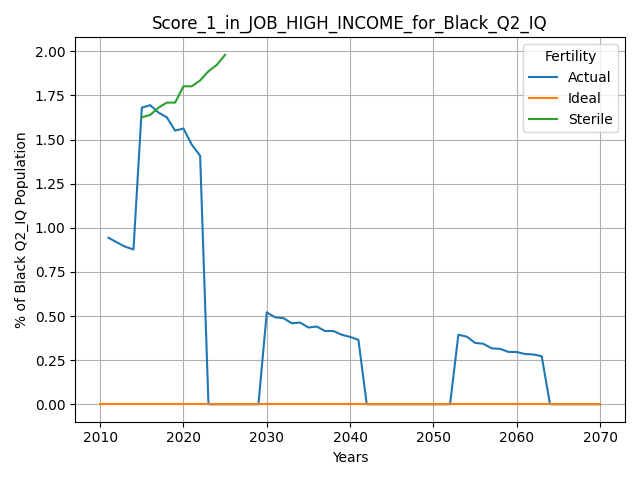 Score_1_in_JOB_HIGH_INCOME_for_Black_Q2_IQ
% of Black Q2_IQ Population
2.00
1.75
1.50
1.25
1.00
0.75
0.50
0.25
0.00
Fertility
Actual
Ideal
Sterile
2010
2020
2030
2040
2050
2060
2070
Years